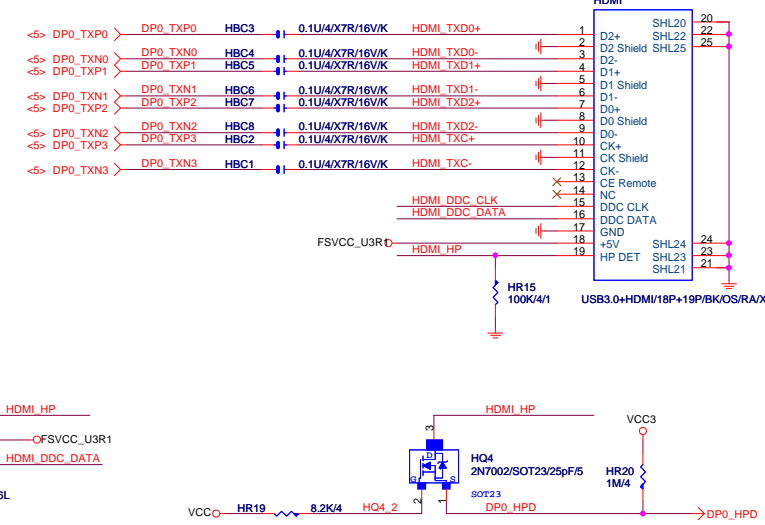 HDMI
<5> DP0_TXP0 DP0_TXP0 HBC3 0.1U/4/X7R/16V/K HDMI_TXD0+ 1 D2+ SHL20 20
2 D2 Shield SHL22 22
<5> DP0_TXN0 DP0_TXN0 HBC4 0.1U/4/X7R/16V/K HDMI_TXD0- 3 D2- SHL25 25
<5> DP0_TXP1 DP0_TXP1 HBC5 0.1U/4/X7R/16V/K HDMI_TXD1+ 4 D1+
5 D1 Shield
<5> DP0_TXN1 DP0_TXN1 HBC6 0.1U/4/X7R/16V/K HDMI_TXD1- 6 D1-
<5> DP0_TXP2 DP0_TXP2 HBC7 0.1U/4/X7R/16V/K HDMI_TXD2+ 7 D0+
8 D0 Shield
<5> DP0_TXN2 DP0_TXN2 HBC8 0.1U/4/X7R/16V/K HDMI_TXD2- 9 D0-
<5> DP0_TXP3 DP0_TXP3 HBC2 0.1U/4/X7R/16V/K HDMI_TXC+ 10 CK+
11 CK Shield
<5> DP0_TXN3 DP0_TXN3 HBC1 0.1U/4/X7R/16V/K HDMI_TXC- 12 CK-
13 CE Remote
14 NC
HDMI_DDC_CLK 15 DDC CLK
HDMI_DDC_DATA 16 DDC DATA
17 GND
FSVCC_U3R1 18 +5V SHL24 24
HDMI_HP 19 HP DET SHL23 23
SHL21 21
HR15
100K/4/1
USB3.0+HDMI/18P+19P/BK/OS/RA/X
HDMI_HP
FSVCC_U3R1
HDMI_DDC_DATA
6L
HDMI_HP
3
D
G S
HQ4
2N7002/SOT23/25pF/5
SOT23
2 1
VCC3
HR20
1M/4
VCC HR19 8.2K/4 HQ4_2 DP0_HPD DP0_HPD